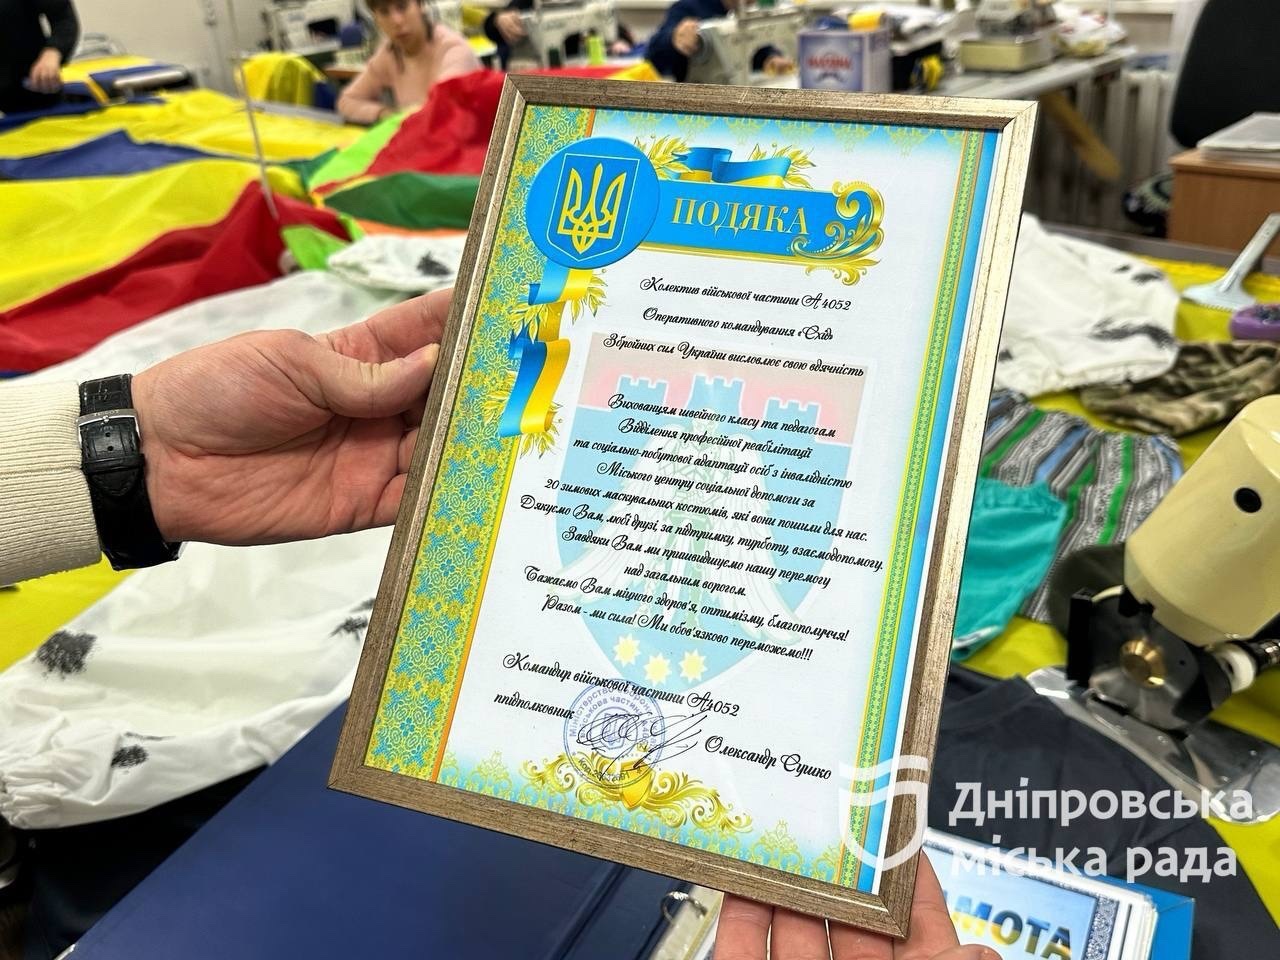 ПОДЯКА
Колектив військової частини А4052
Оперативного командування «Схід»
Збройних сил України висловлює свою вдячність
Вихованцям швейного класу та педагогам
Відділення професійної реабілітації
та соціально-побутової адаптації осіб з інвалідністю
Міського центру соціальної допомоги за
20 зимових маскувальних костюмів, які вони пошили для нас.
Дякуємо Вам, любі друзі, за підтримку, турботу, взаємодопомогу.
Завдяки Вам ми пришвидшуємо нашу перемогу
над загальним ворогом.
Бажаємо Вам міцного здоров'я, оптимізму, благополуччя!
Разом - ми сила! Ми обов'язково переможемо!!!
Командир військової частини А4052
підполковник
Олександр Сушко
Дніпровська
міська рада